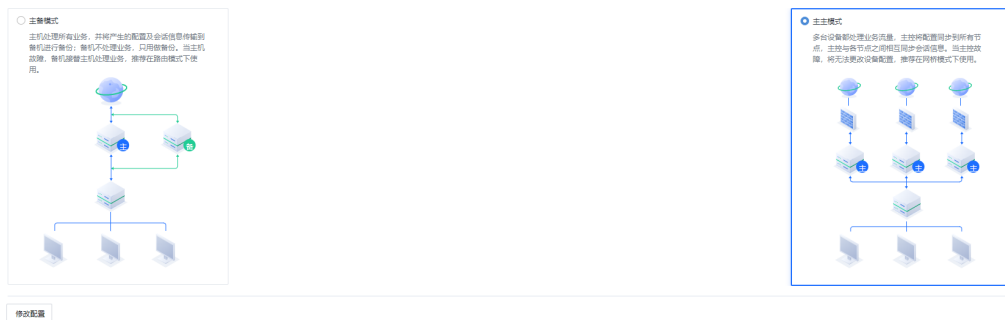 主备模式
主机处理所有业务，并将产生的配置及会话信息传输到
备机进行备份；备机不处理业务，只用做备份。当主机
故障，备机接替主机处理业务，推荐在路由模式下使
用。
主
备
主主模式
多台设备都处理业务流量，主控将配置同步到所有节
点，主控与各节点之间相互同步会话信息。当主控故
障，将无法更改设备配置，推荐在网桥模式下使用。
主
主
主
修改配置